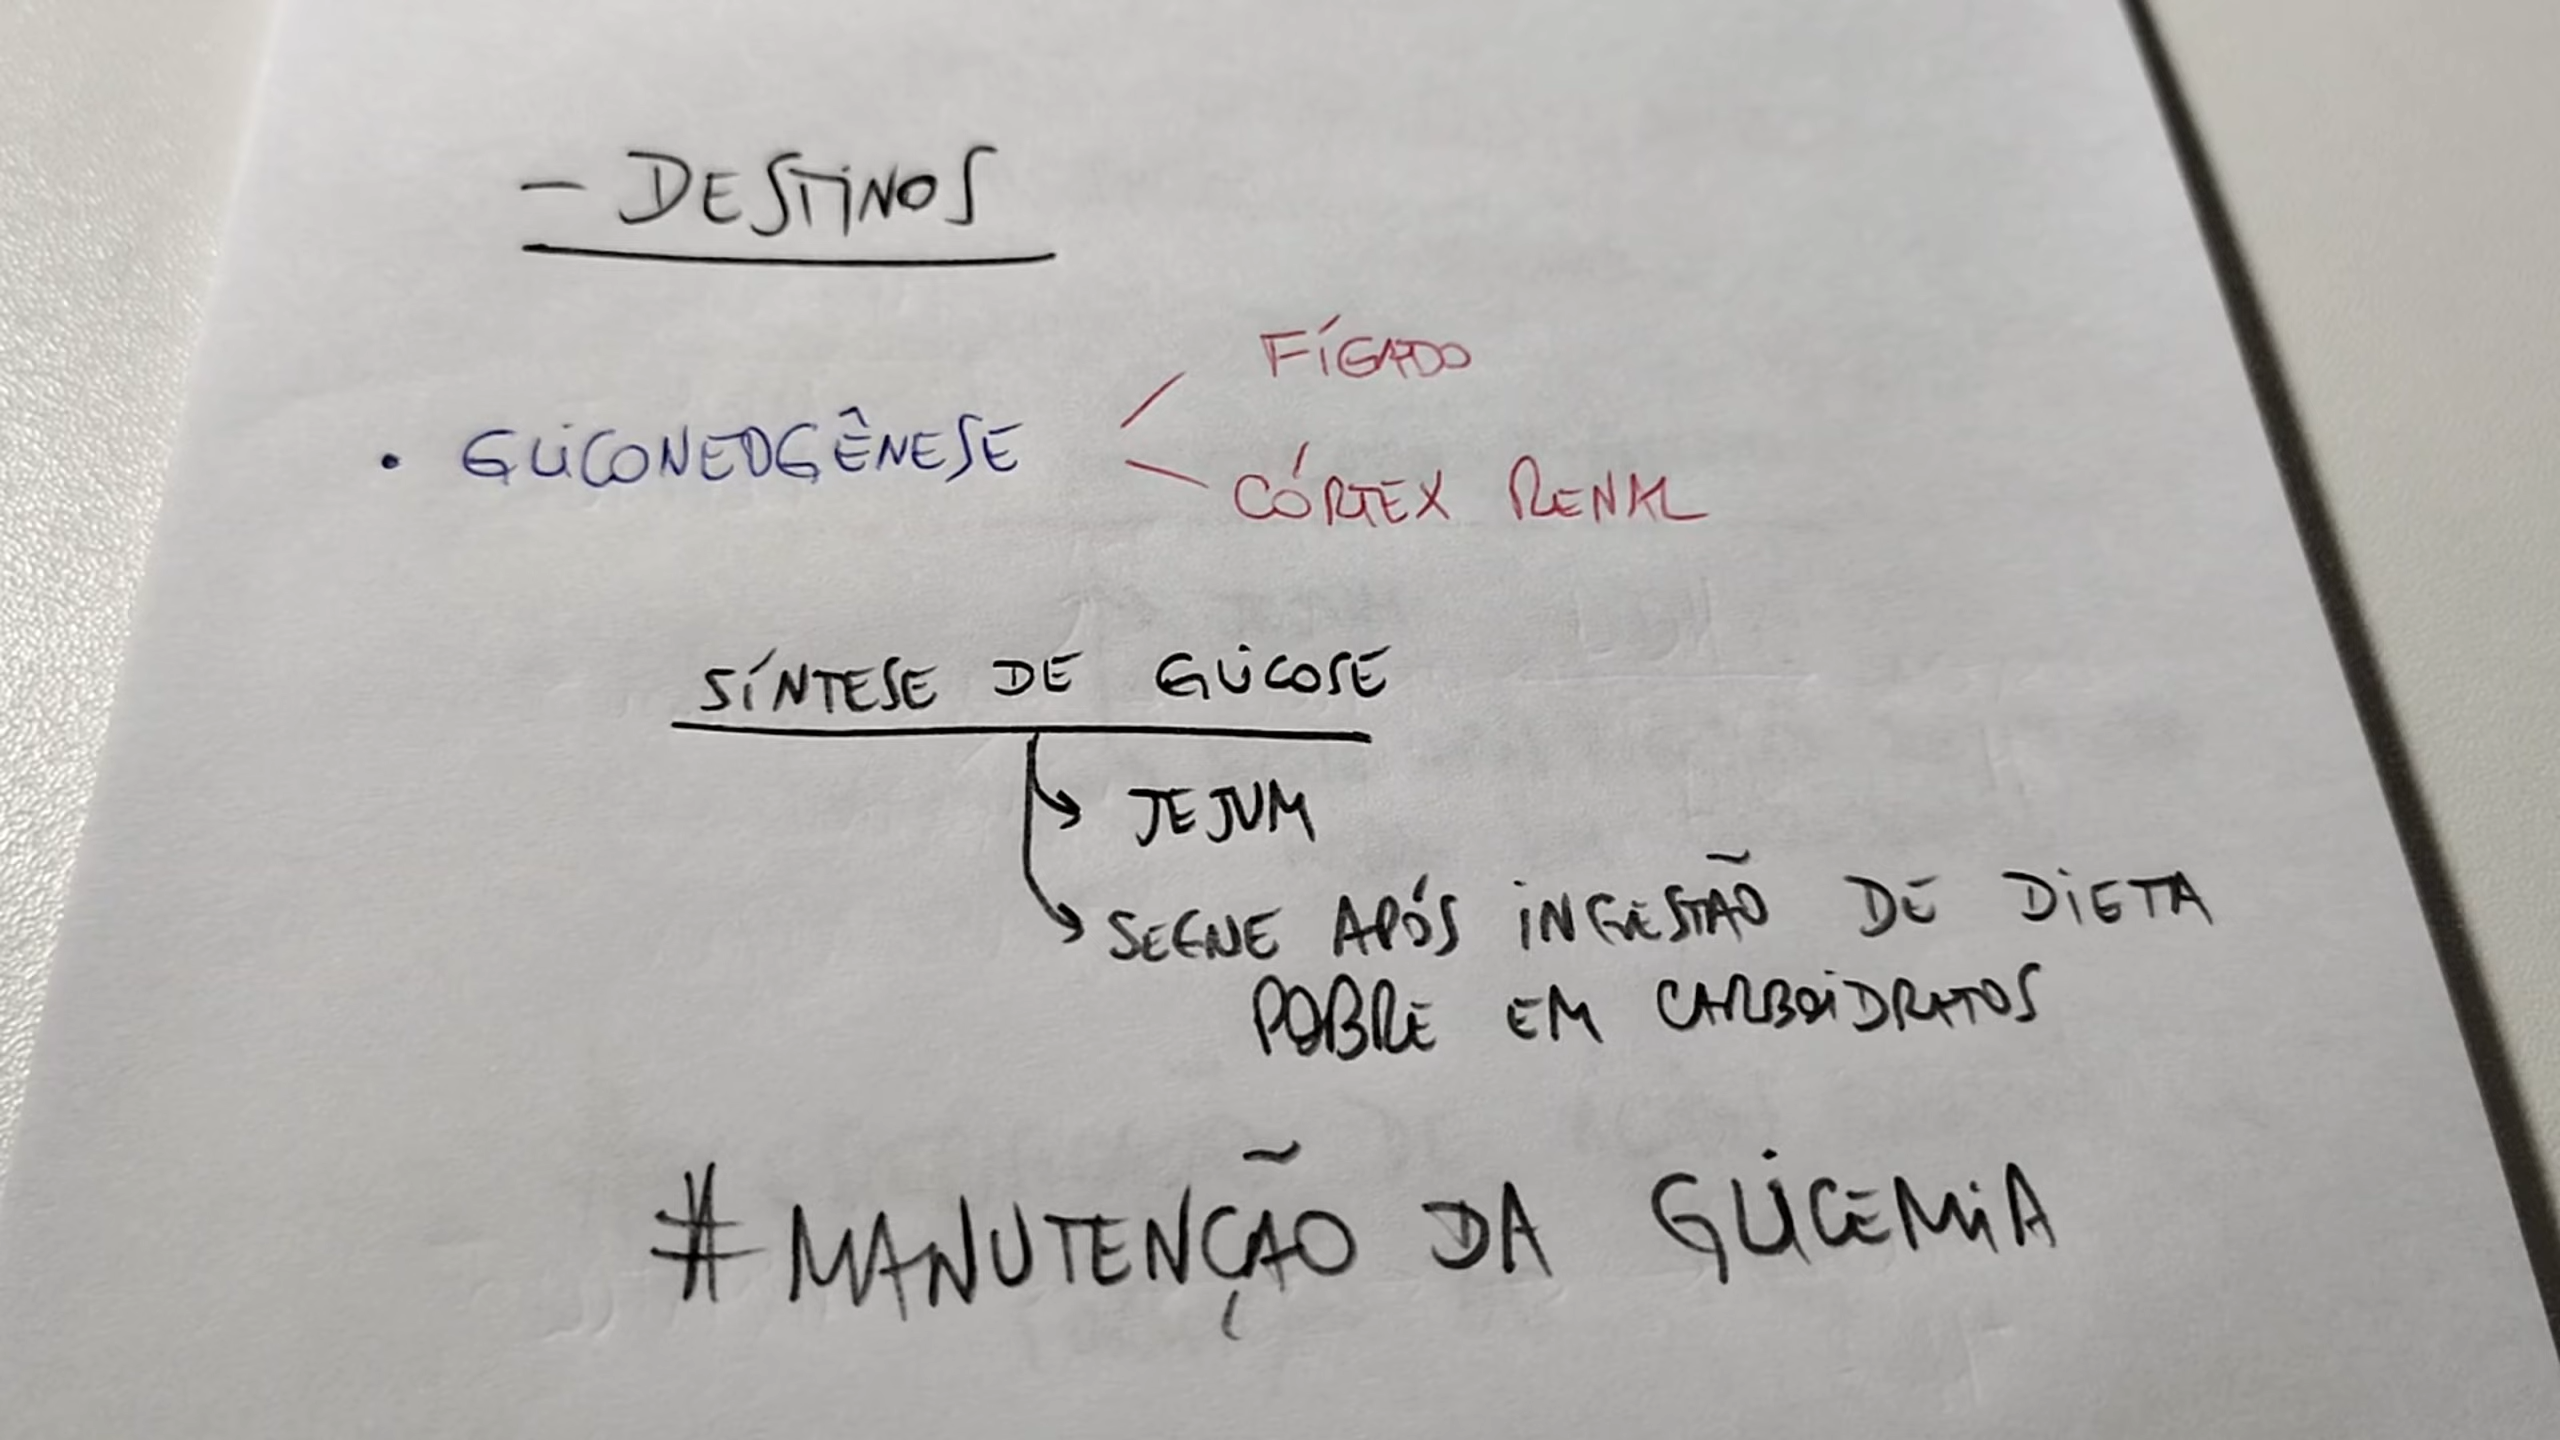 - DESTINOS
FÍGADO
• GLICONEOGÊNESE
CÓRTEX RENAL
SÍNTESE DE GLICOSE
JEJUM
SEGUE APÓS INGESTÃO DE DIETA
POBRE EM CARBOIDRATOS
# MANUTENÇÃO DA GLICEMIA